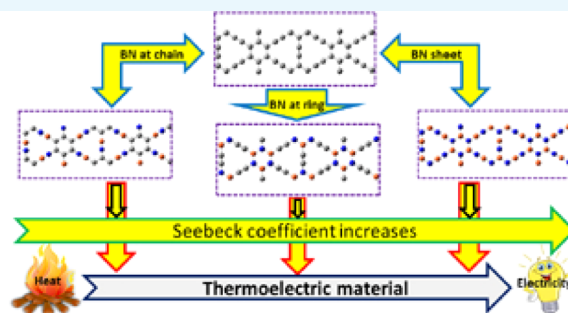 BN at chain
BN sheet
BN at ring
Seebeck coefficient increases
Heat
Thermoelectric material
Electricity